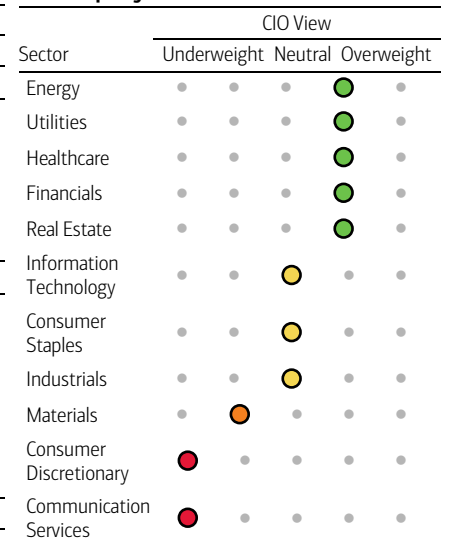 CIO View
Sector Underweight Neutral Overweight
Energy
Utilities
Healthcare
Financials
Real Estate
Information
Technology
Consumer
Staples
Industrials
Materials
Consumer
Discretionary
Communication
Services